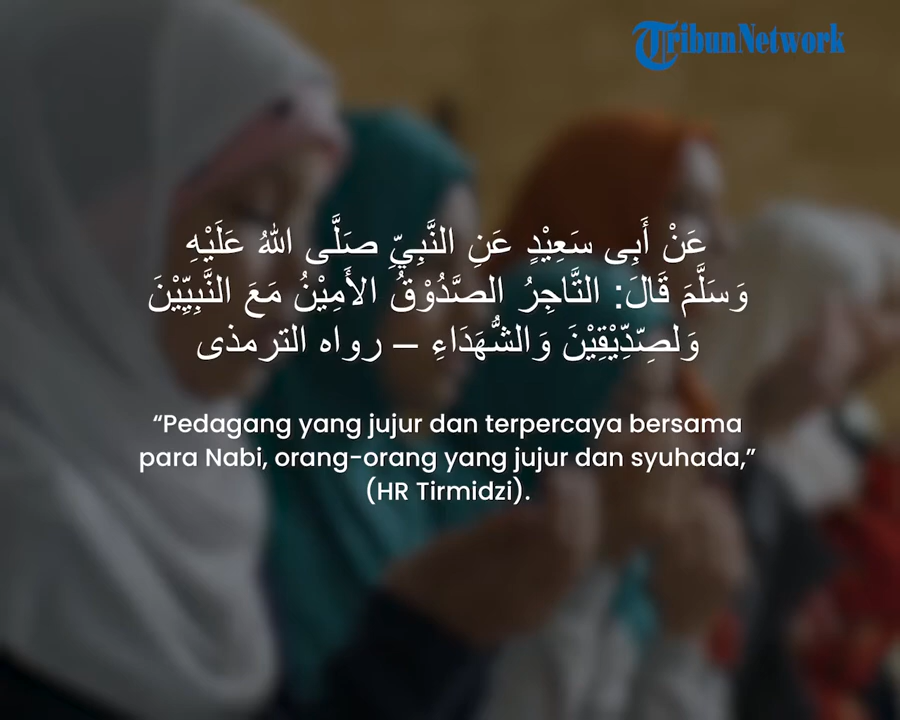 TribunNetwork
عَنْ أَبِى سَعِيْدٍ عَنِ النَّبِيِّ صَلَّى اللهُ عَلَيْهِ
وَسَلَّمَ قَالَ: التَّاجِرُ الصَّدُوْقُ الأَمِيْنُ مَعَ النَّبِيِّيْنَ
وَلصِّدِّيْقِيْنَ وَالشُّهَدَاءِ – رواه الترمذى
“Pedagang yang jujur dan terpercaya bersama
para Nabi, orang-orang yang jujur dan syuhada,”
(HR Tirmidzi).